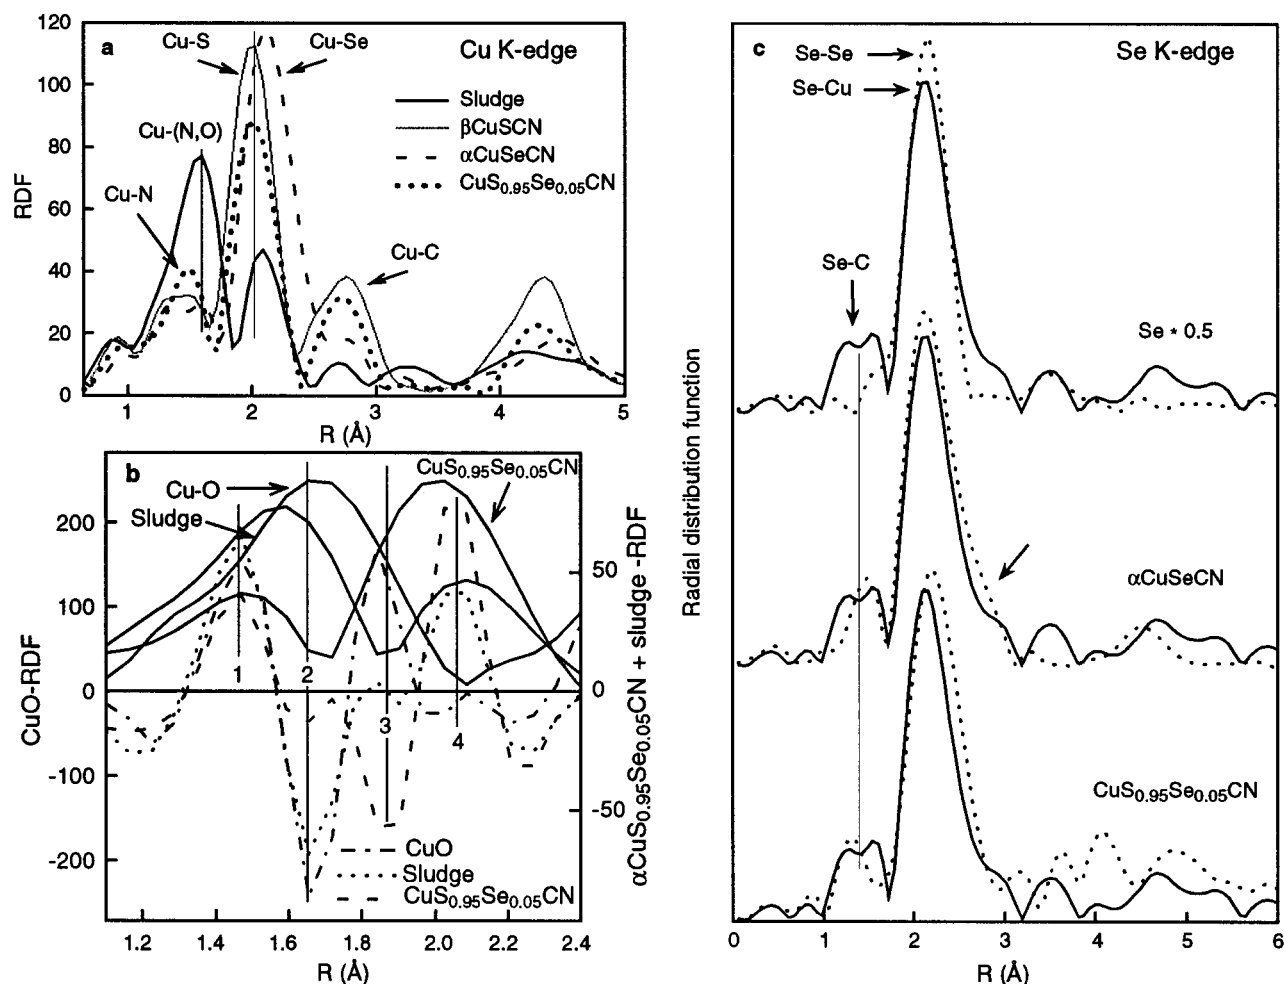 a
Cu K-edge
Cu-S
Cu-Se
Cu-(N,O)
Cu-N
Cu-C
Sludge
βCuSCN
αCuSeCN
CuS0.95Se0.05CN
RDF
120
100
80
60
40
20
0
1 2 3 4 5
R (Å)
b
CuS0.95Se0.05CN
Cu-O
Sludge
1 2 3 4
CuO
Sludge
CuS0.95Se0.05CN
CuO-RDF
200
100
0
-100
-200
50
0
-50
αCuS0.95Se0.05CN + sludge -RDF
1.2 1.4 1.6 1.8 2.0 2.2 2.4
R (Å)
c
Se K-edge
Se-Se
Se-Cu
Se-C
Se * 0.5
αCuSeCN
CuS0.95Se0.05CN
Radial distribution function
0 1 2 3 4 5 6
R (Å)